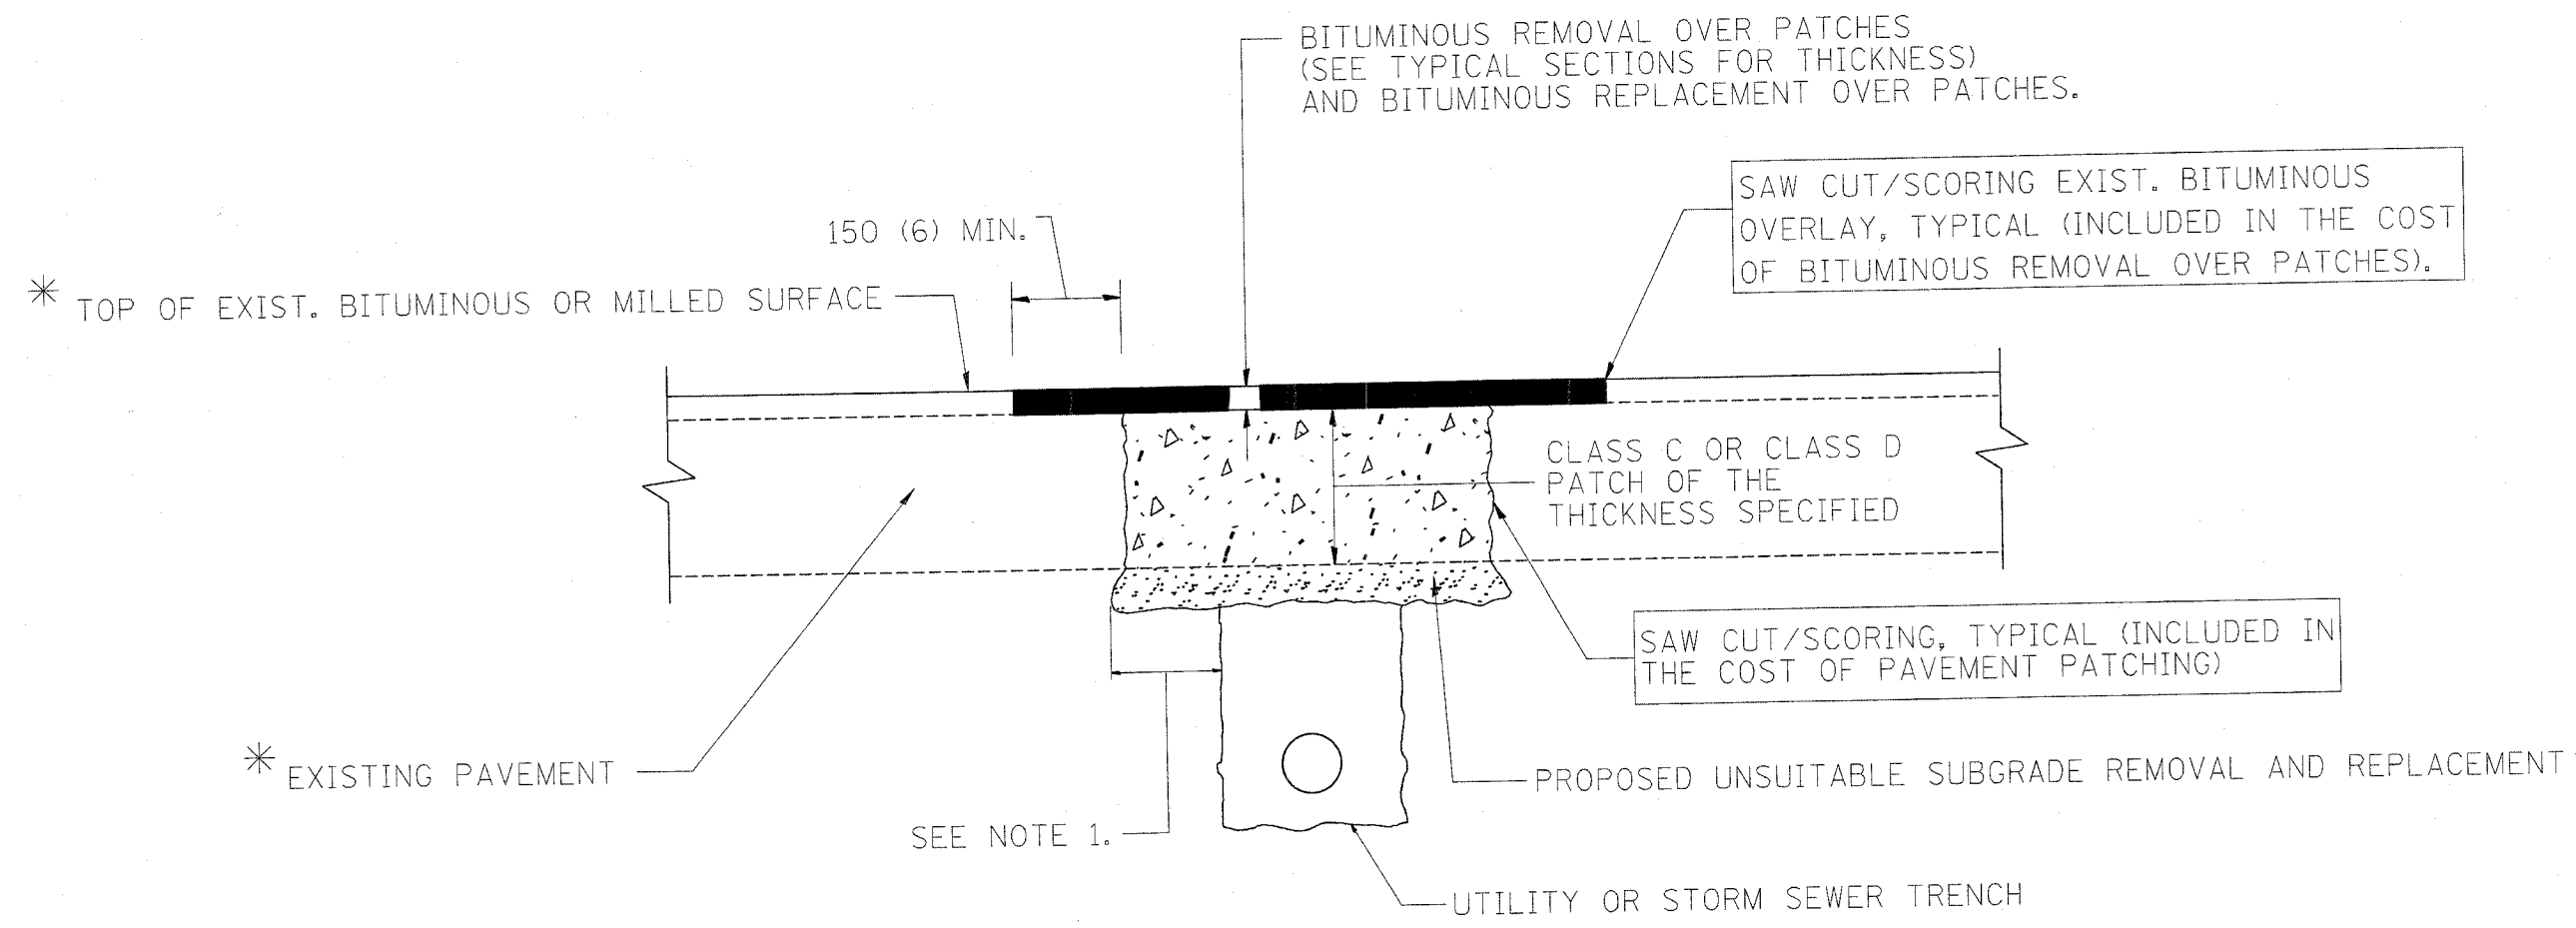 BITUMINOUS REMOVAL OVER PATCHES
(SEE TYPICAL SECTIONS FOR THICKNESS)
AND BITUMINOUS REPLACEMENT OVER PATCHES.
SAW CUT/SCORING EXIST. BITUMINOUS
OVERLAY, TYPICAL (INCLUDED IN THE COST
OF BITUMINOUS REMOVAL OVER PATCHES).
150 (6) MIN.
* TOP OF EXIST. BITUMINOUS OR MILLED SURFACE
CLASS C OR CLASS D
PATCH OF THE
THICKNESS SPECIFIED
SAW CUT/SCORING, TYPICAL (INCLUDED IN
THE COST OF PAVEMENT PATCHING)
* EXISTING PAVEMENT
PROPOSED UNSUITABLE SUBGRADE REMOVAL AND REPLACEMENT
SEE NOTE 1.
UTILITY OR STORM SEWER TRENCH